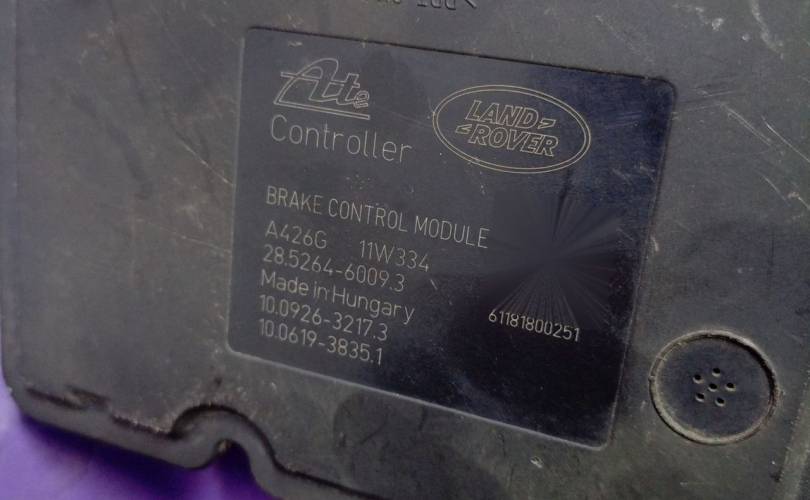 Ate
LAND
ROVER
Controller
BRAKE CONTROL MODULE
A426G 11W334
28.5264-6009.3
Made in Hungary
10.0926-3217.3
10.0619-3835.1
61181800251